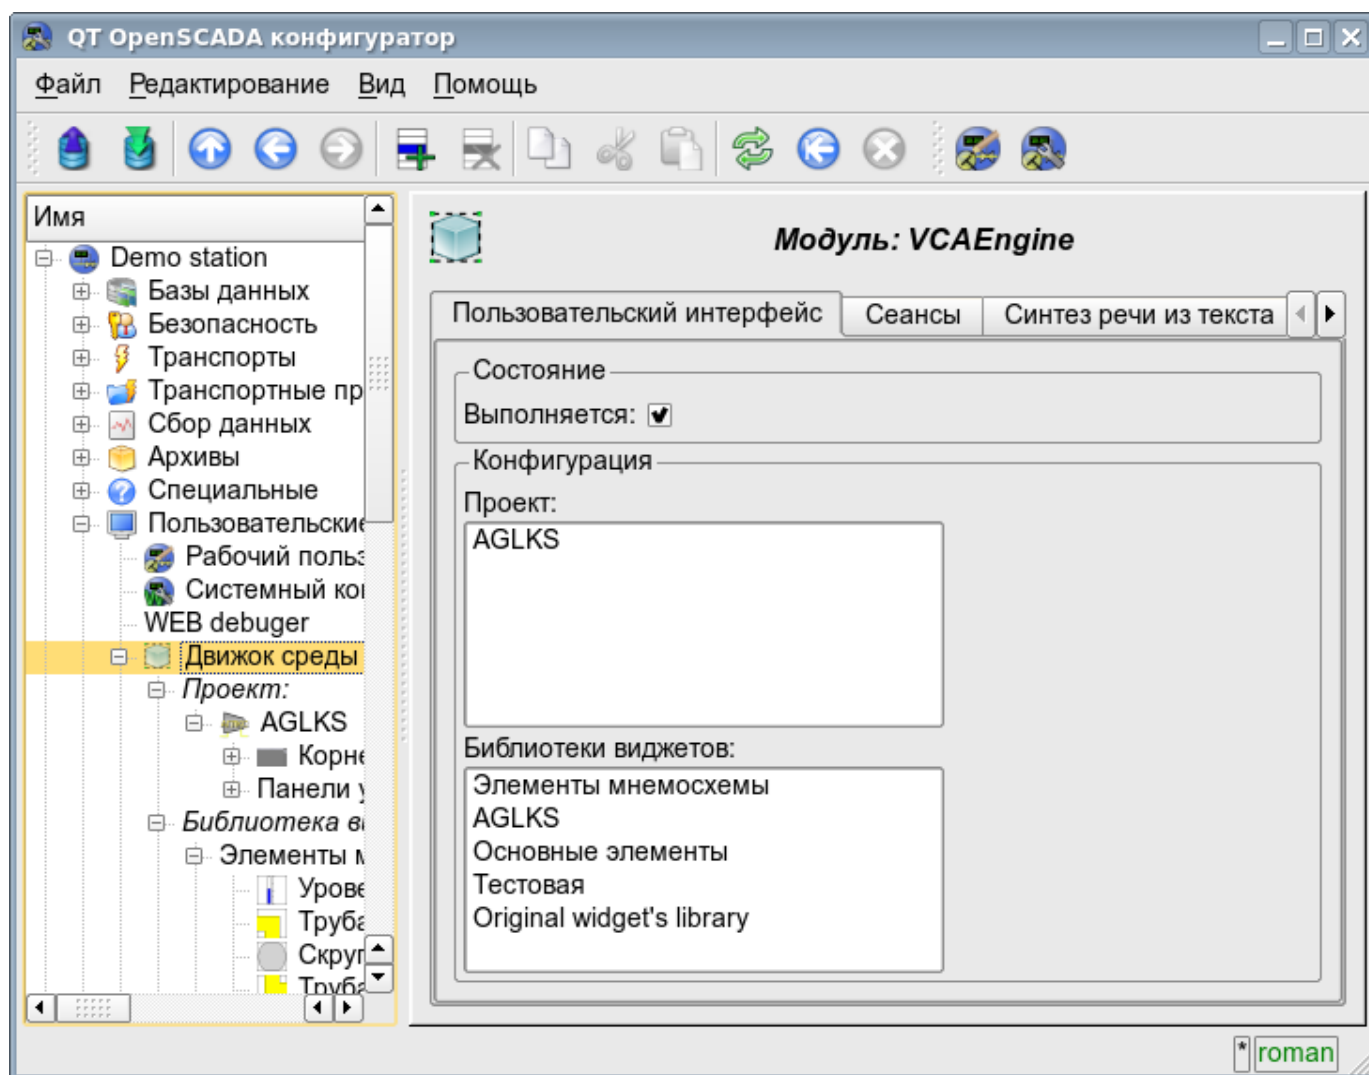 QT OpenSCADA конфигуратор
Файл Редактирование Вид Помощь
Имя
Demo station
Базы данных
Безопасность
Транспорты
Транспортные пр
Сбор данных
Архивы
Специальные
Пользовательские
Рабочий польз
Системный ко
WEB debuger
Движок среды
Проект:
AGLKS
Корне
Панели у
Библиотека в
Элементы м
Урове
Труба
Скруг
Труба
Модуль: VCAEngine
Пользовательский интерфейс Сеансы Синтез речи из текста
Состояние
Выполняется:
Конфигурация
Проект:
AGLKS
Библиотеки виджетов:
Элементы мнемосхемы
AGLKS
Основные элементы
Тестовая
Original widget's library
* roman